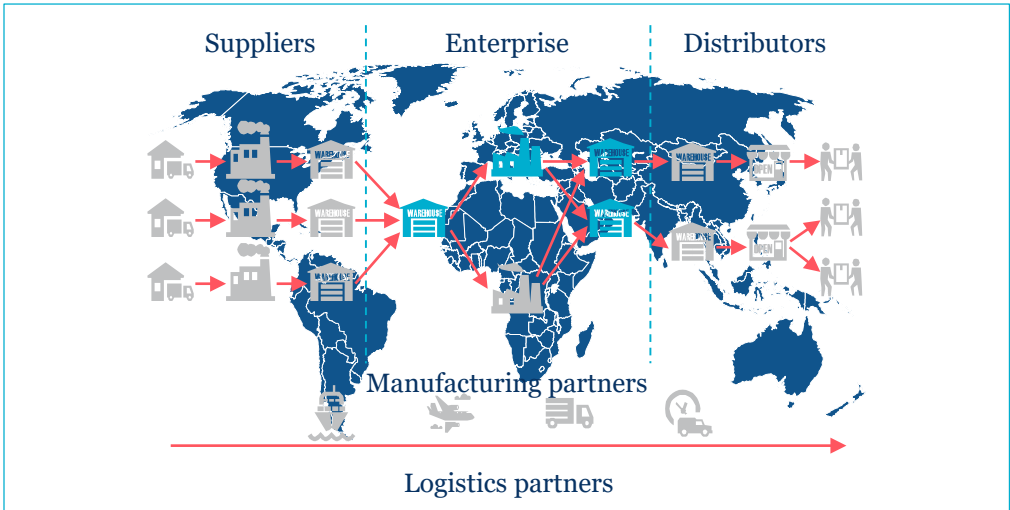 Suppliers
Enterprise
Distributors
WAREHOUSE
WAREHOUSE
WAREHOUSE
OPEN
WAREHOUSE
WAREHOUSE
WAREHOUSE
WAREHOUSE
OPEN
WAREHOUSE
Manufacturing partners
Logistics partners